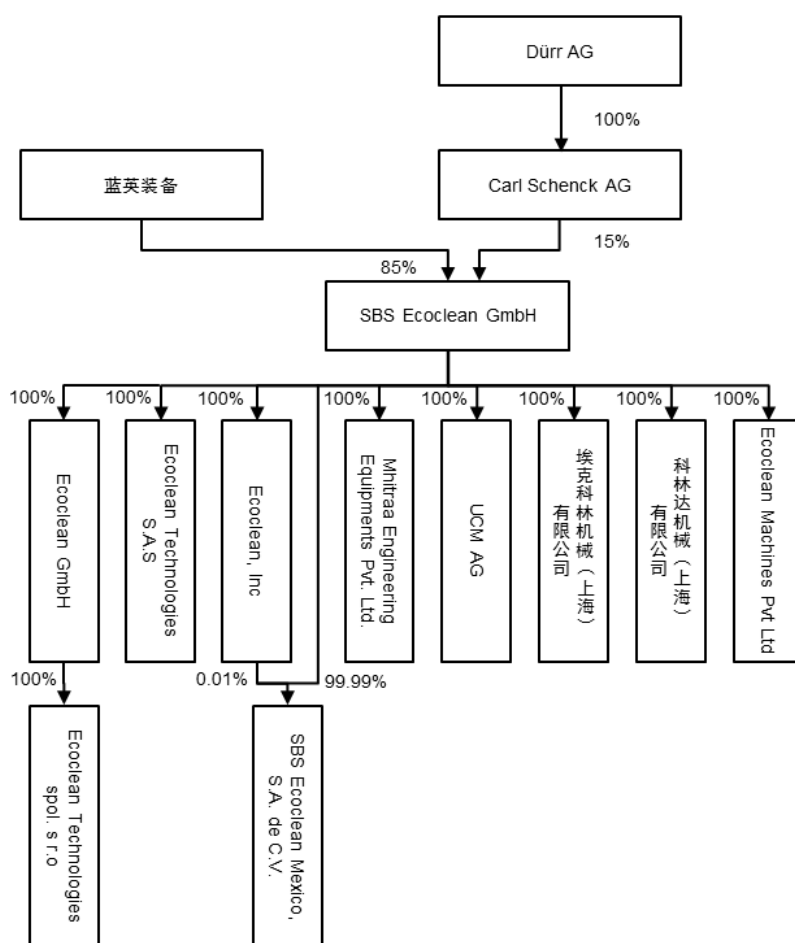 Dürr AG
100%
蓝英装备
Carl Schenck AG
15%
85%
SBS Ecoclean GmbH
100%
100%
100%
100%
100%
100%
100%
100%
Ecoclean GmbH
Ecoclean Technologies
S.A.S
Ecoclean, Inc
Mhitraa Engineering
Equipments Pvt. Ltd.
UCM AG
埃克科林机械（上海）
有限公司
科林达机械（上海）
有限公司
Ecoclean Machines Pvt Ltd
100%
0.01%
99.99%
Ecoclean Technologies
spol. s r.o
SBS Ecoclean Mexico,
S.A. de C.V.